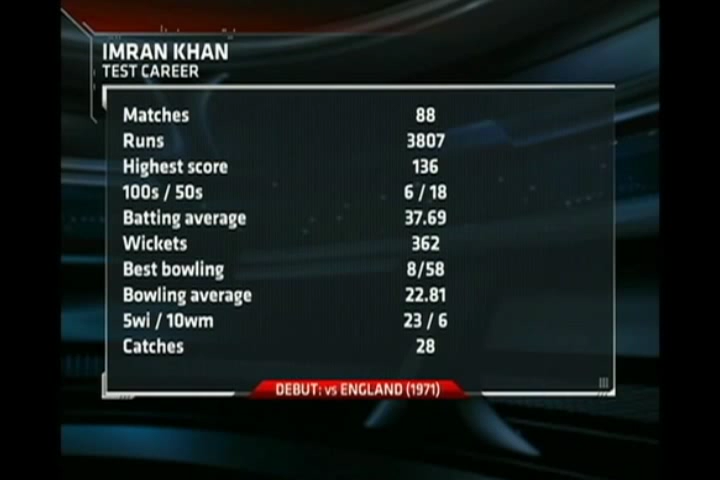 IMRAN KHAN
TEST CAREER
Matches 88
Runs 3807
Highest score 136
100s / 50s 6 / 18
Batting average 37.69
Wickets 362
Best bowling 8/58
Bowling average 22.81
5wi / 10wm 23 / 6
Catches 28
DEBUT: vs ENGLAND (1971)